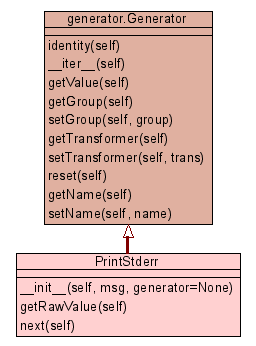 generator.Generator
identity(self)
__iter__(self)
getValue(self)
getGroup(self)
setGroup(self, group)
getTransformer(self)
setTransformer(self, trans)
reset(self)
getName(self)
setName(self, name)
PrintStderr
__init__(self, msg, generator=None)
getRawValue(self)
next(self)